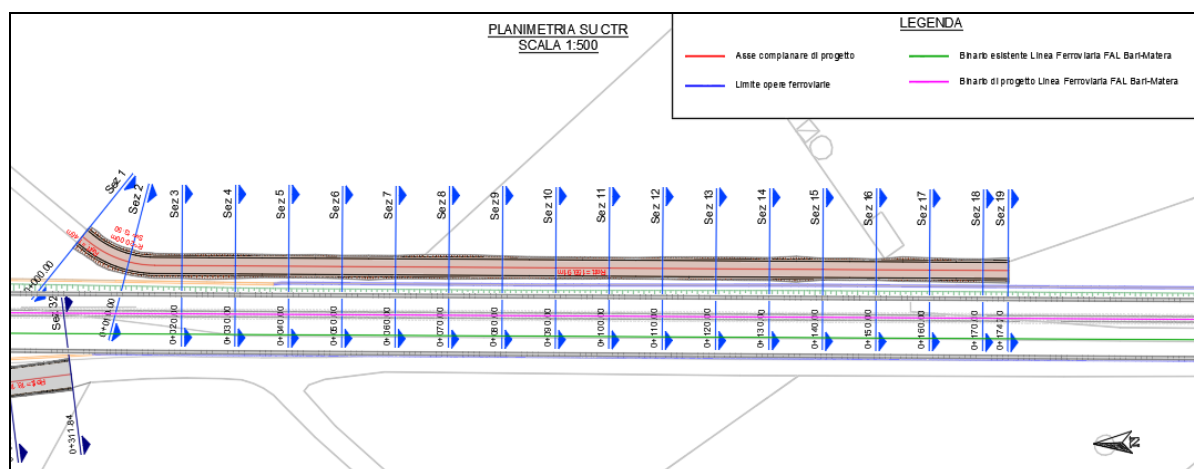 PLANIMETRIA SU CTR
SCALA 1:500
LEGENDA
Asse complanare di progetto
Limite opere ferroviarie
Binario esistente Linea Ferroviaria FAL Bari-Matera
Binario di progetto Linea Ferroviaria FAL Bari-Matera
Sez 1
Sez 2
Sez 3
Sez 4
Sez 5
Sez 6
Sez 7
Sez 8
Sez 9
Sez 10
Sez 11
Sez 12
Sez 13
Sez 14
Sez 15
Sez 16
Sez 17
Sez 18
Sez 19
Sez 32
0+000.00
0+010.00
0+020.00
0+030.00
0+040.00
0+050.00
0+060.00
0+070.00
0+080.00
0+090.00
0+100.00
0+110.00
0+120.00
0+130.00
0+140.00
0+150.00
0+160.00
0+170.00
0+174.20
0+311.84
N